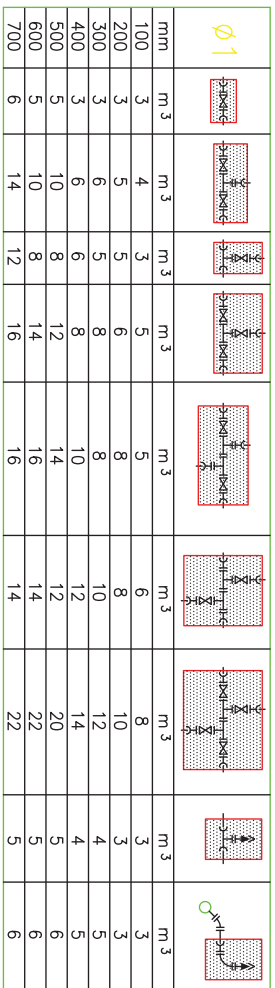 Ø1
mm m³ m³ m³ m³ m³ m³ m³ m³ m³
100 3 4 3 5 5 6 8 3 3
200 3 5 5 6 8 8 10 3 3
300 3 6 5 8 8 10 12 4 5
400 3 6 6 8 10 12 14 4 5
500 5 10 8 12 14 12 20 5 6
600 5 10 8 14 16 14 22 5 6
700 6 14 12 16 16 14 22 5 6